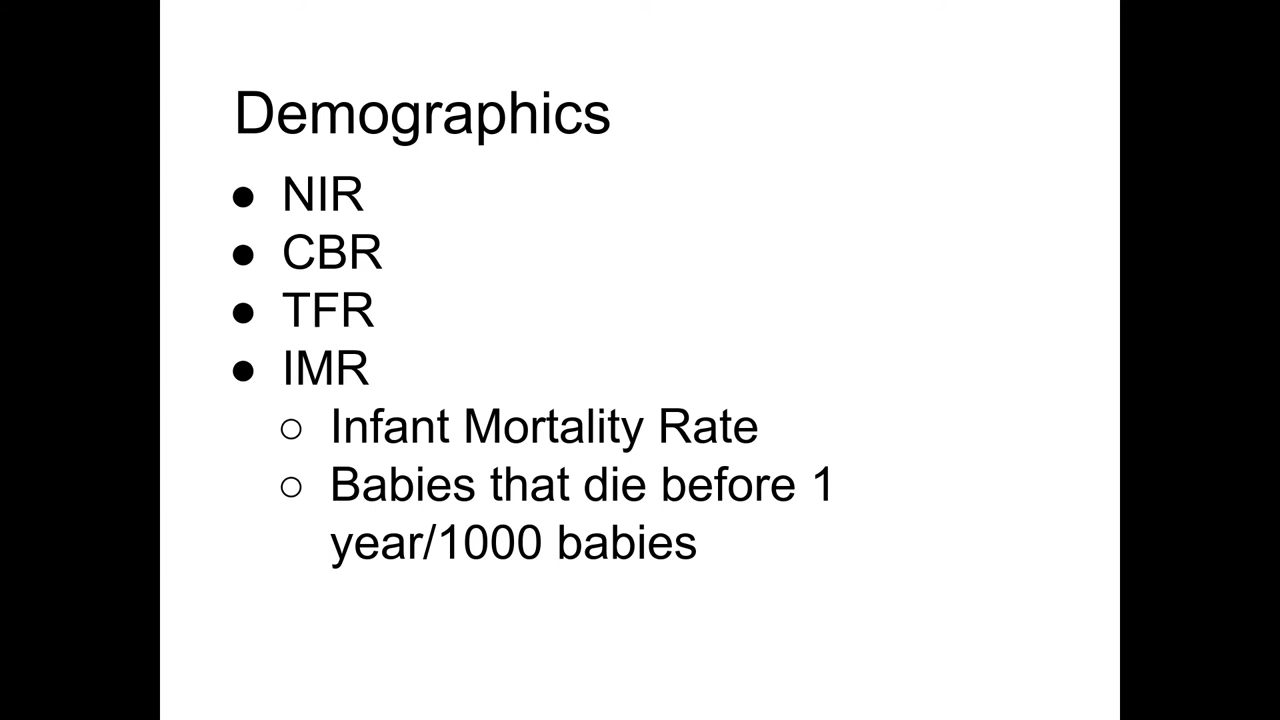 Demographics
● NIR
● CBR
● TFR
● IMR
○ Infant Mortality Rate
○ Babies that die before 1
year/1000 babies